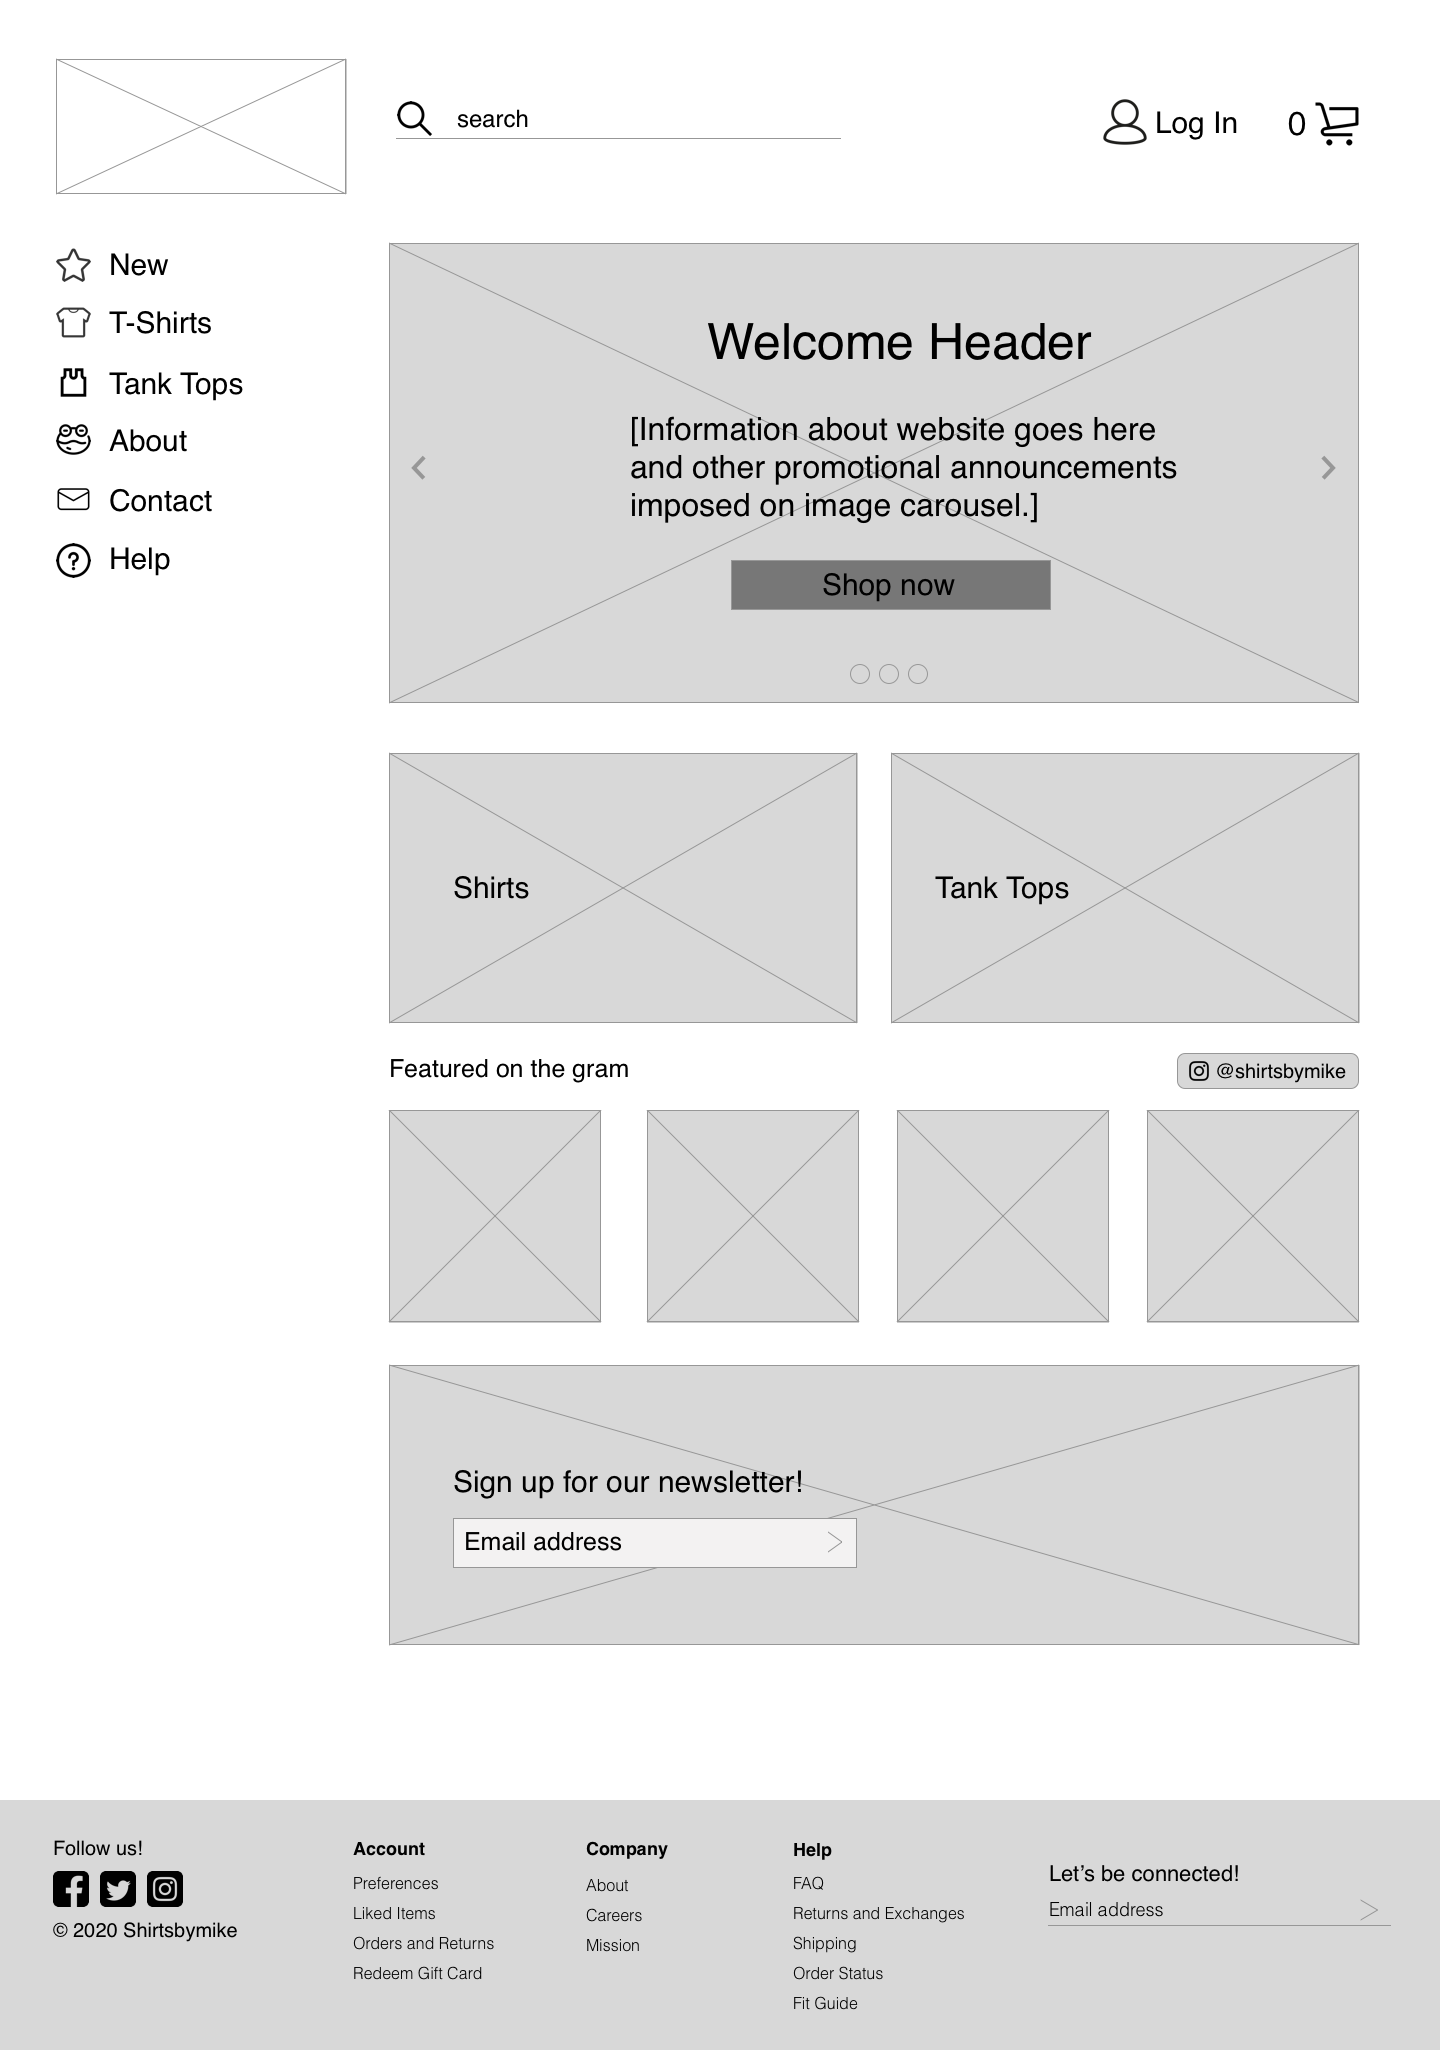 search
Log In
0
New
T-Shirts
Tank Tops
About
Contact
Help
Welcome Header
[Information about website goes here
and other promotional announcements
imposed on image carousel.]
Shop now
Shirts
Tank Tops
Featured on the gram
@shirtsbymike
Sign up for our newsletter!
Email address
Follow us!
© 2020 Shirtsbymike
Account
Preferences
Liked Items
Orders and Returns
Redeem Gift Card
Company
About
Careers
Mission
Help
FAQ
Returns and Exchanges
Shipping
Order Status
Fit Guide
Let’s be connected!
Email address